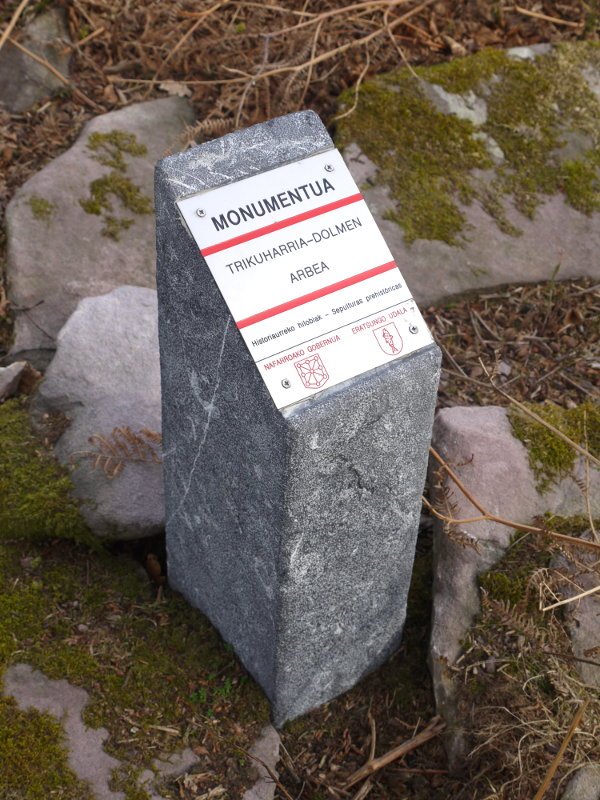 MONUMENTUA
TRIKUHARRIA-DOLMEN
ARBEA
Historiaurreko hilobiak - Sepulturas prehistóricas
NAFARROAKO GOBERNUA
ERATSUNGO UDALA